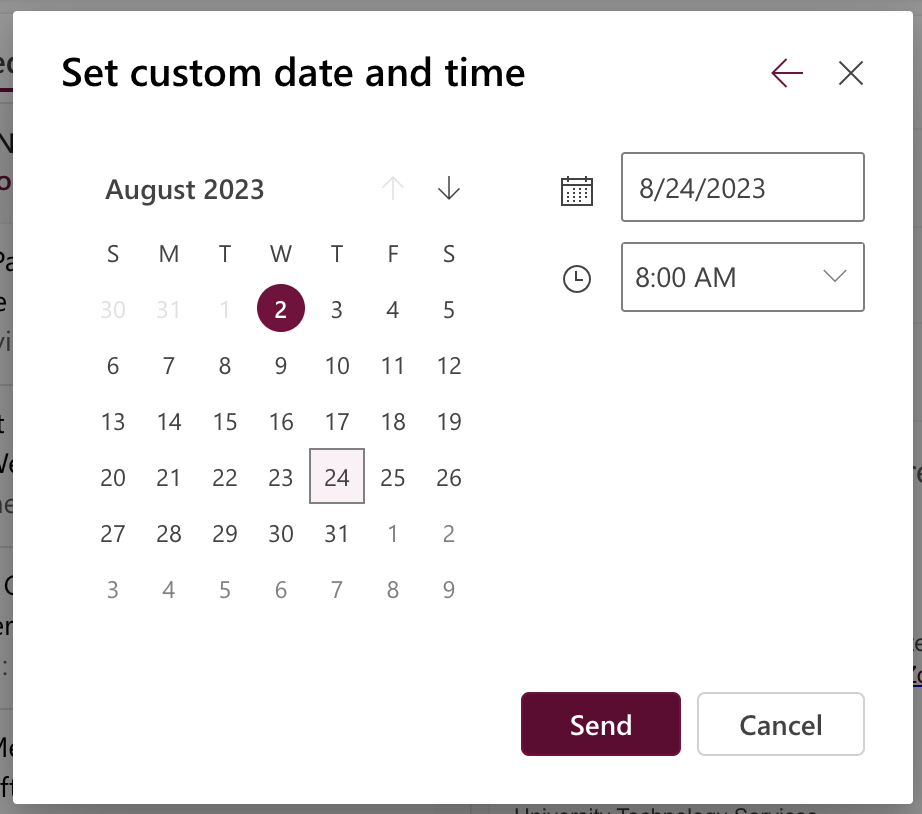 Set custom date and time
August 2023
8/24/2023
8:00 AM
S M T W T F S
30 31 1 2 3 4 5
6 7 8 9 10 11 12
13 14 15 16 17 18 19
20 21 22 23 24 25 26
27 28 29 30 31 1 2
3 4 5 6 7 8 9
Send Cancel
University Technology Services